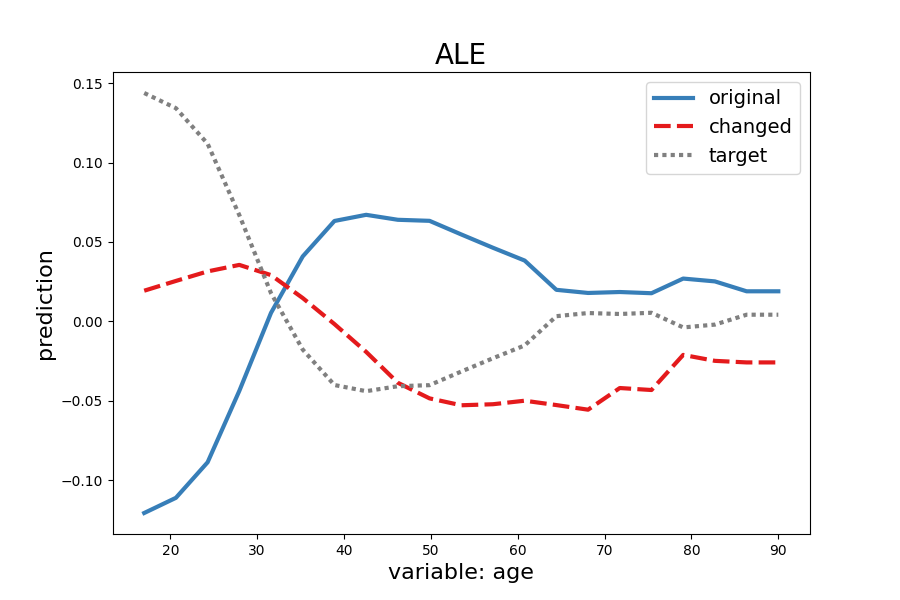 ALE
original
changed
target
0.15
0.10
0.05
0.00
−0.05
−0.10
prediction
20 30 40 50 60 70 80 90
variable: age